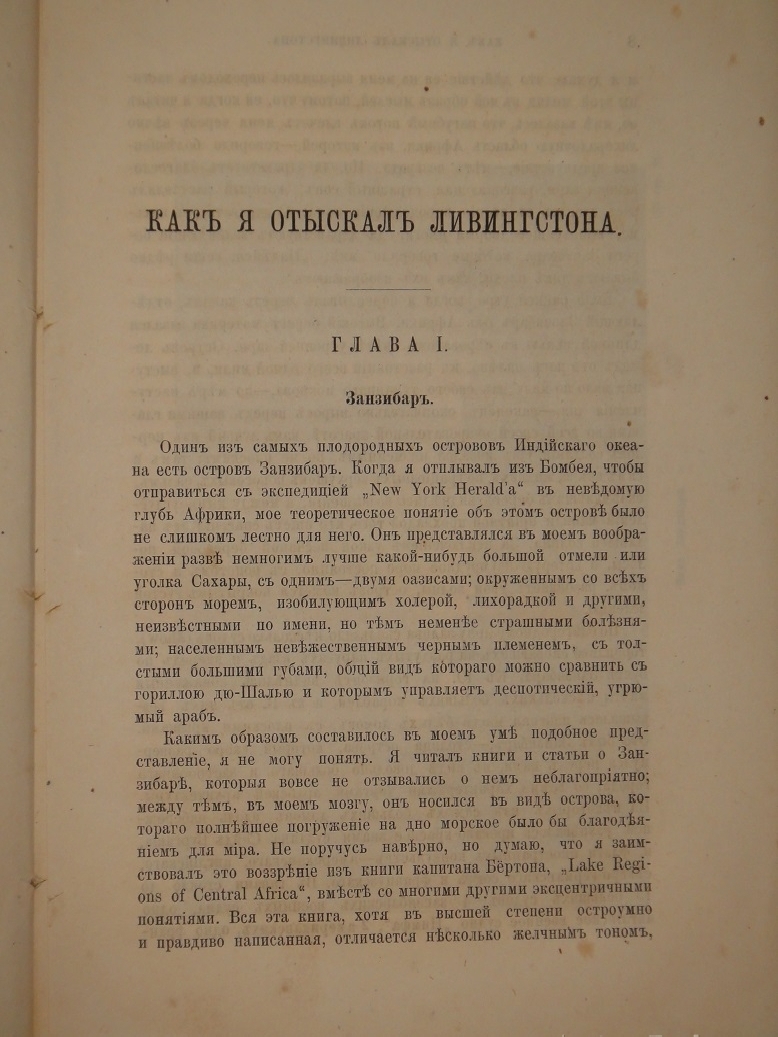 КАКЪ Я ОТЫСКАЛЪ ЛИВИНГСТОНА.
ГЛАВА I.
Занзибаръ.
Одинъ изъ самыхъ плодородныхъ острововъ Индійскаго океа-
на есть островъ Занзибаръ. Когда я отплывалъ изъ Бомбея, чтобы
отправиться съ экспедиціей „New York Herald’a“ въ невѣдомую
глубь Африки, мое теоретическое понятіе объ этомъ островѣ было
не слишкомъ лестно для него. Онъ представлялся въ моемъ вообра-
женіи развѣ немногимъ лучше какой-нибудь большой отмели или
уголка Сахары, съ однимъ—двумя оазисами; окруженнымъ со всѣхъ
сторонъ моремъ, изобилующимъ холерой, лихорадкой и другими,
неизвѣстными по имени, но тѣмъ неменѣе страшными болѣзня-
ми; населеннымъ невѣжественнымъ чернымъ племенемъ, съ тол-
стыми большими губами, общій видъ котораго можно сравнить съ
гориллою дю-Шалью и которымъ управляетъ деспотическій, угрю-
мый арабъ.
Какимъ образомъ составилось въ моемъ умѣ подобное пред-
ставленіе, я не могу понять. Я читалъ книги и статьи о Зан-
зибарѣ, которыя вовсе не отзывались о немъ неблагопріятно;
между тѣмъ, въ моемъ мозгу, онъ носился въ видѣ острова, ко-
тораго полнѣйшее погруженіе на дно морское было бы благодѣя-
ніемъ для міра. Не поручусь навѣрно, но думаю, что я заим-
ствовалъ это воззрѣніе изъ книги капитана Бёртона, „Lake Regi-
ons of Central Africa“, вмѣстѣ со многими другими эксцентричными
понятіями. Вся эта книга, хотя въ высшей степени остроумно
и правдиво написанная, отличается нѣсколько желчнымъ тономъ,